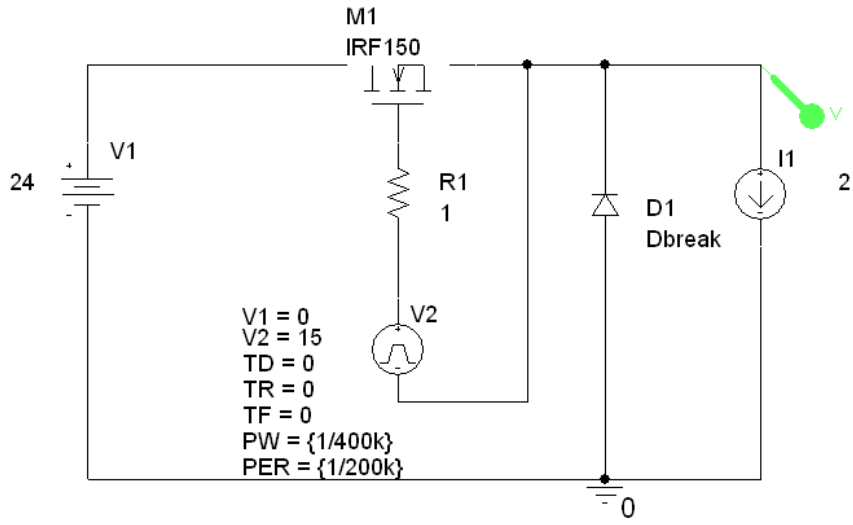 M1
IRF150
V
V1
+
24
-
R1
1
D1
Dbreak
I1
+
2
-
V1 = 0
V2 = 15
TD = 0
TR = 0
TF = 0
PW = {1/400k}
PER = {1/200k}
V2
+
-
0